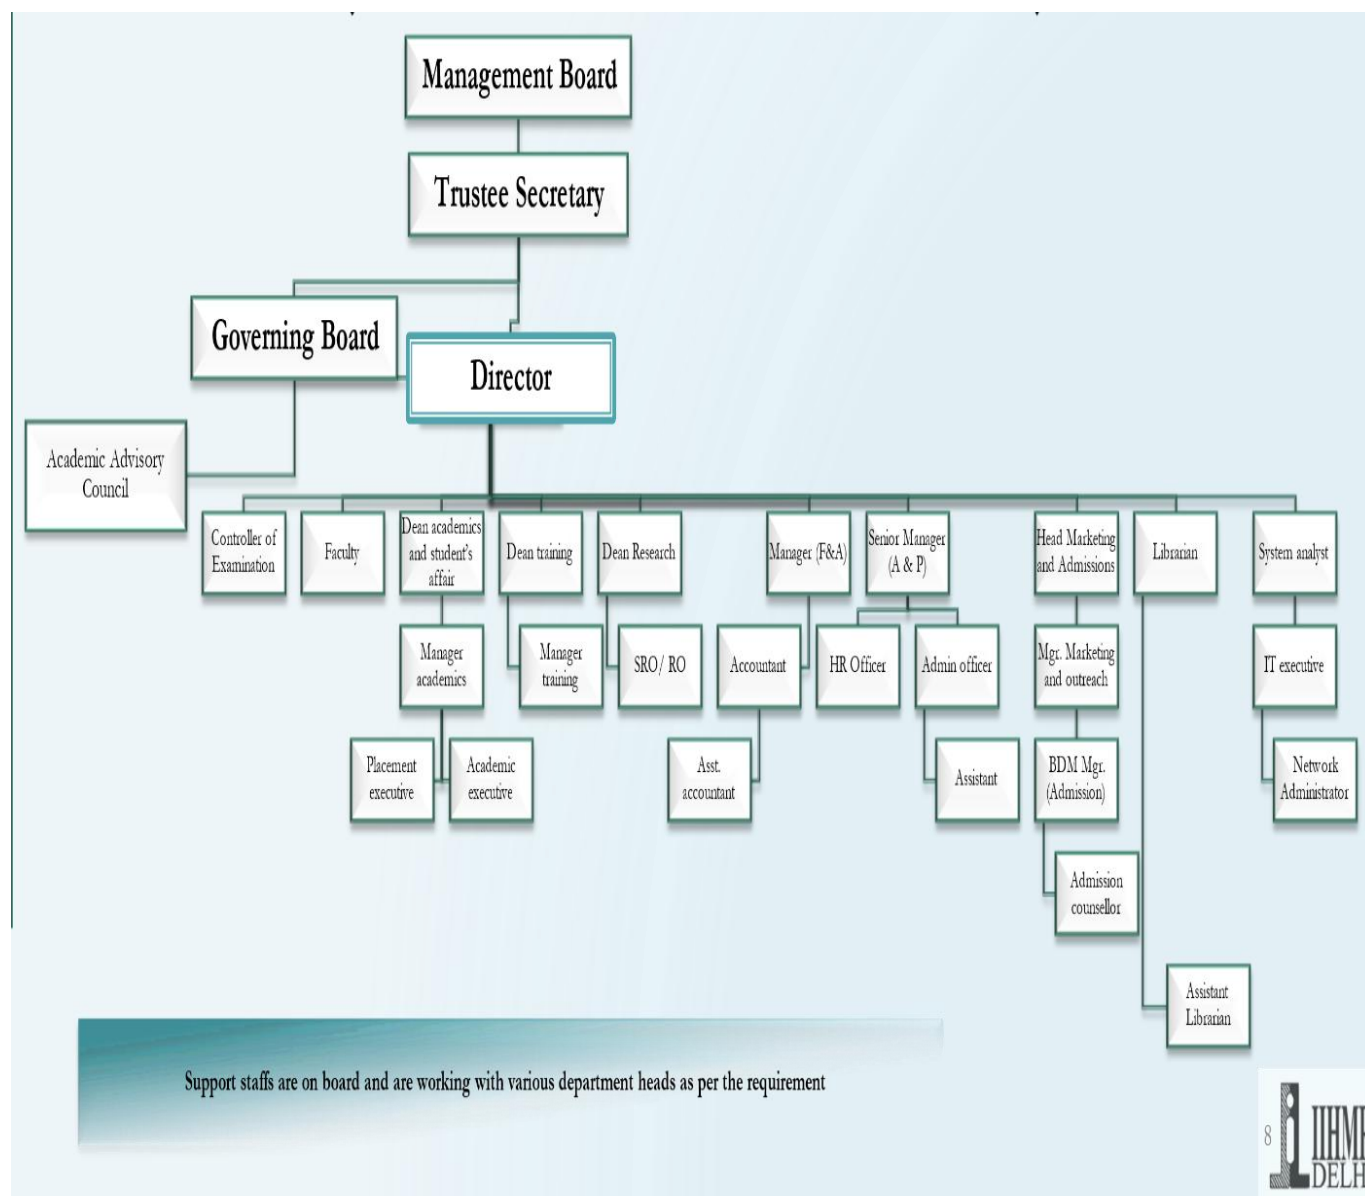 Management Board
Trustee Secretary
Governing Board
Director
Academic Advisory
Council
Controller of
Examination
Faculty
Dean academics
and student's
affair
Dean training
Dean Research
Manager (F&A)
Senior Manager
(A & P)
Head Marketing
and Admissions
Librarian
System analyst
Manager
academics
Manager
training
SRO/ RO
Accountant
HR Officer
Admin officer
Mgr. Marketing
and outreach
IT executive
Placement
executive
Academic
executive
Asst.
accountant
Assistant
BDM Mgr.
(Admission)
Network
Administrator
Admission
counsellor
Assistant
Librarian
Support staffs are on board and are working with various department heads as per the requirement
8